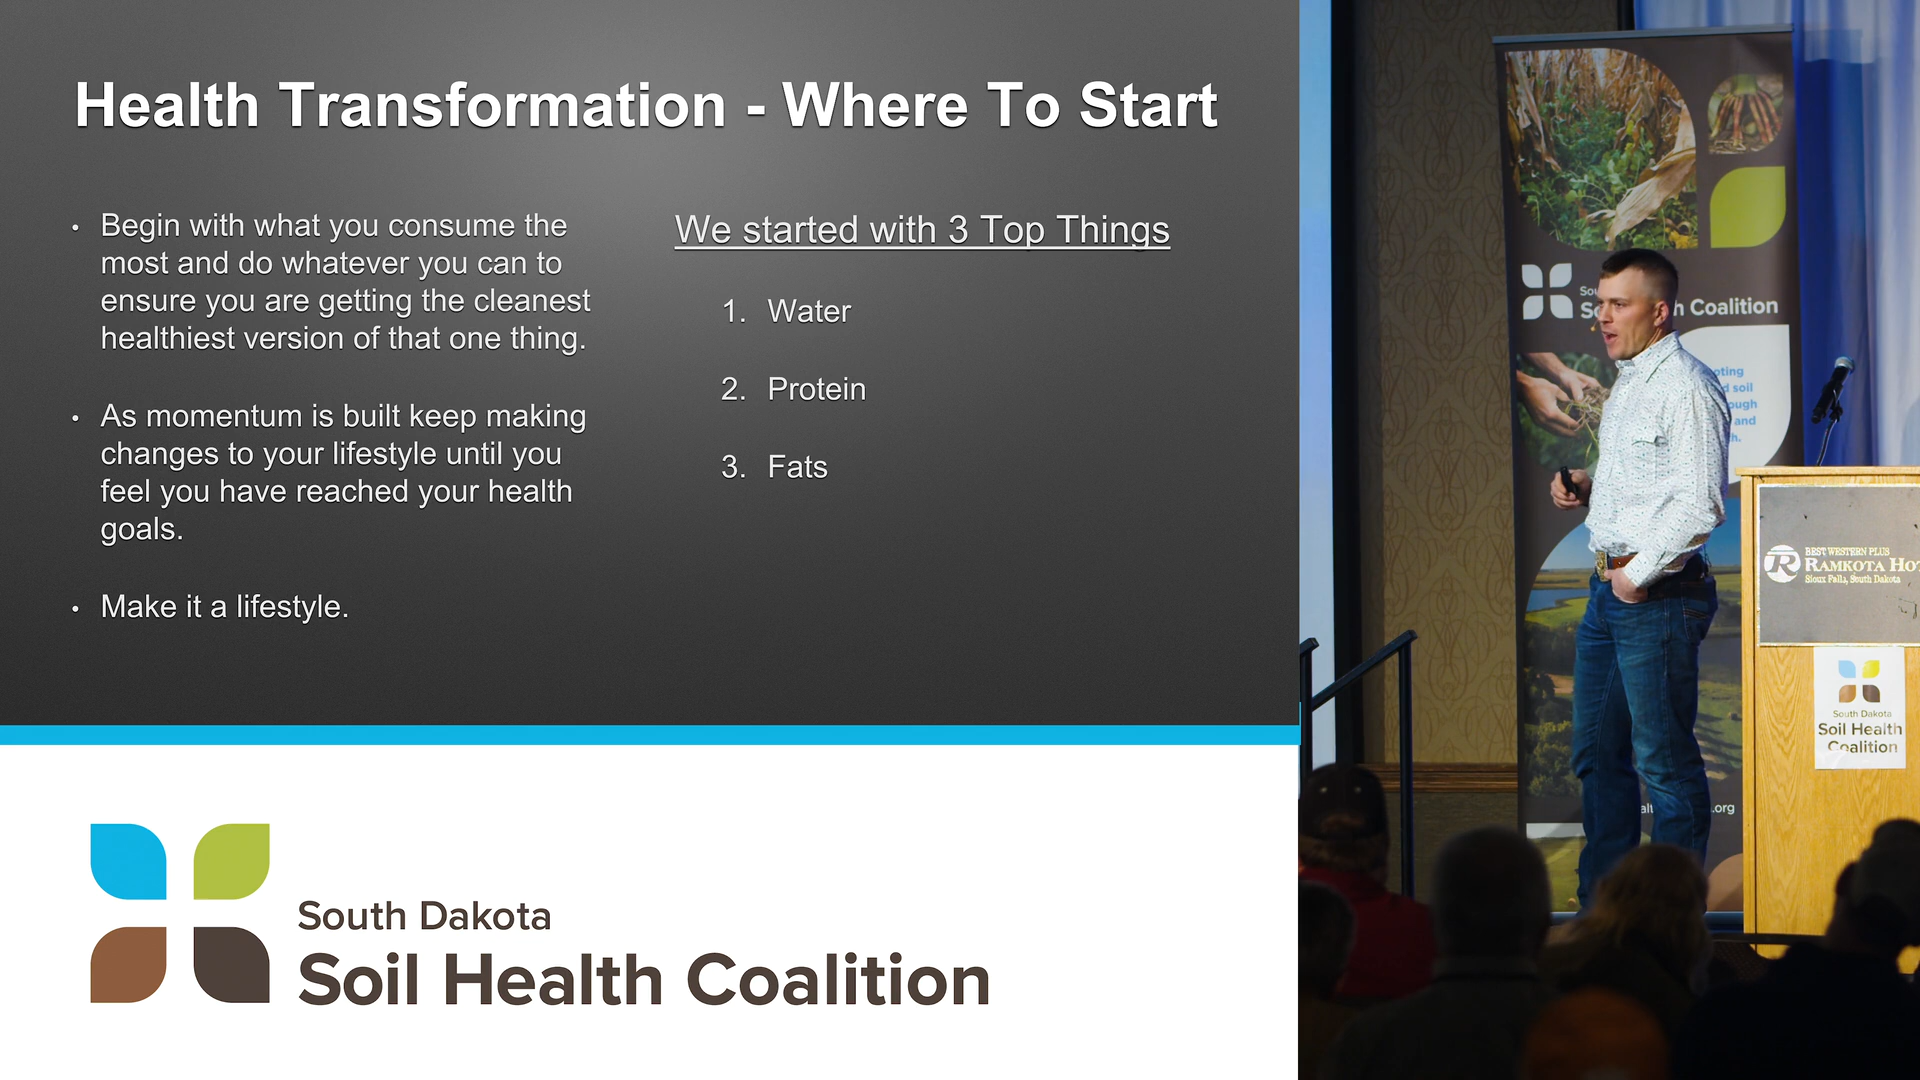 Health Transformation - Where To Start
• Begin with what you consume the
most and do whatever you can to
ensure you are getting the cleanest
healthiest version of that one thing.
• As momentum is built keep making
changes to your lifestyle until you
feel you have reached your health
goals.
• Make it a lifestyle.
We started with 3 Top Things
1. Water
2. Protein
3. Fats
South Dakota
Soil Health Coalition
h Coalition
soil
and
.org
R
BEST WESTERN PLUS
RAMKOTA
Sioux Falls, South Dakota
South Dakota
Soil Health
Coalition